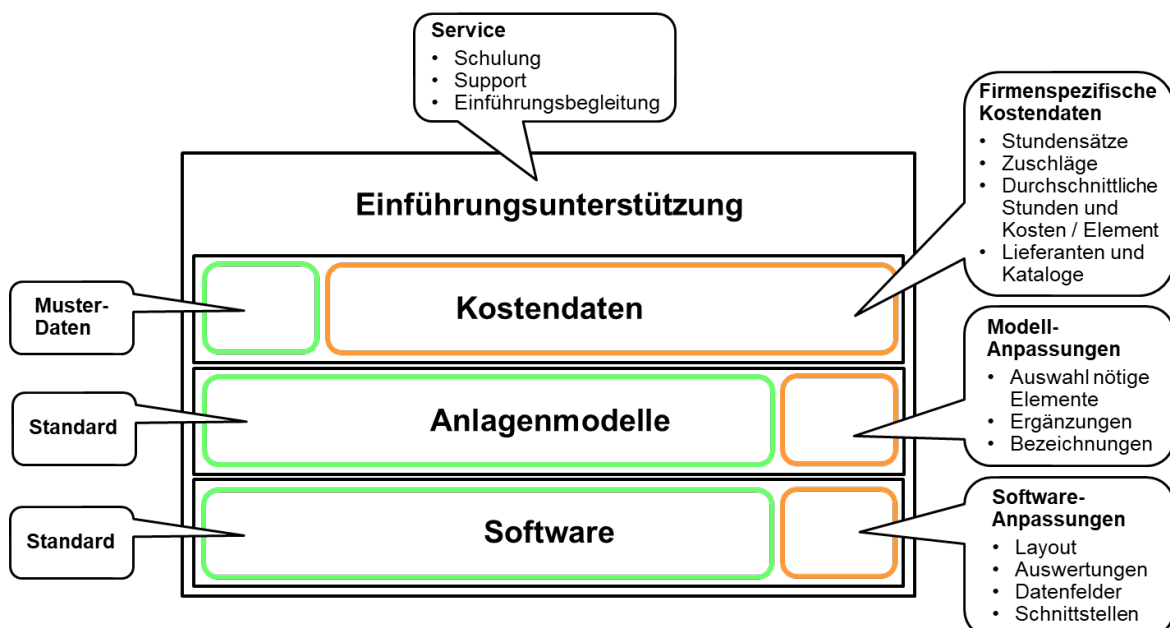 Service
• Schulung
• Support
• Einführungsbegleitung
Firmenspezifische
Kostendaten
• Stundensätze
• Zuschläge
• Durchschnittliche
Stunden und
Kosten / Element
• Lieferanten und
Kataloge
Einführungsunterstützung
Muster-
Daten
Kostendaten
Modell-
Anpassungen
• Auswahl nötige
Elemente
• Ergänzungen
• Bezeichnungen
Standard
Anlagenmodelle
Software-
Anpassungen
• Layout
• Auswertungen
• Datenfelder
• Schnittstellen
Standard
Software